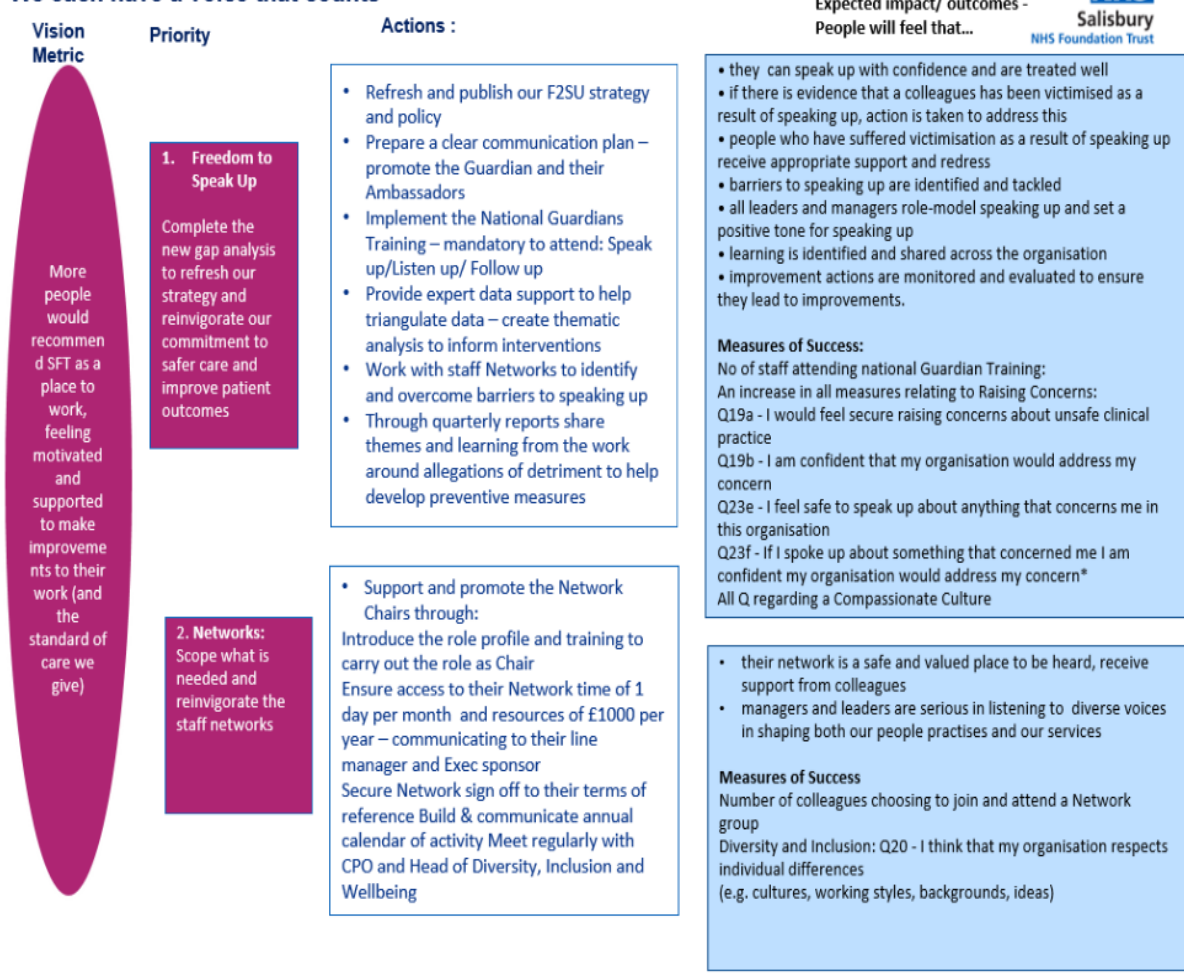 We each have a voice that counts
Vision
Metric
Priority
Actions :
Expected impact/ outcomes -
People will feel that...
NHS
Salisbury
NHS Foundation Trust
More
people
would
recommen
d SFT as a
place to
work,
feeling
motivated
and
supported
to make
improveme
nts to their
work (and
the
standard of
care we
give)
1. Freedom to
Speak Up
Complete the
new gap analysis
to refresh our
strategy and
reinvigorate our
commitment to
safer care and
improve patient
outcomes
• Refresh and publish our F2SU strategy
and policy
• Prepare a clear communication plan –
promote the Guardian and their
Ambassadors
• Implement the National Guardians
Training – mandatory to attend: Speak
up/Listen up/ Follow up
• Provide expert data support to help
triangulate data – create thematic
analysis to inform interventions
• Work with staff Networks to identify
and overcome barriers to speaking up
• Through quarterly reports share
themes and learning from the work
around allegations of detriment to help
develop preventive measures
• they can speak up with confidence and are treated well
• if there is evidence that a colleagues has been victimised as a
result of speaking up, action is taken to address this
• people who have suffered victimisation as a result of speaking up
receive appropriate support and redress
• barriers to speaking up are identified and tackled
• all leaders and managers role-model speaking up and set a
positive tone for speaking up
• learning is identified and shared across the organisation
• improvement actions are monitored and evaluated to ensure
they lead to improvements.
Measures of Success:
No of staff attending national Guardian Training:
An increase in all measures relating to Raising Concerns:
Q19a - I would feel secure raising concerns about unsafe clinical
practice
Q19b - I am confident that my organisation would address my
concern
Q23e - I feel safe to speak up about anything that concerns me in
this organisation
Q23f - If I spoke up about something that concerned me I am
confident my organisation would address my concern*
All Q regarding a Compassionate Culture
2. Networks:
Scope what is
needed and
reinvigorate the
staff networks
• Support and promote the Network
Chairs through:
Introduce the role profile and training to
carry out the role as Chair
Ensure access to their Network time of 1
day per month and resources of £1000 per
year – communicating to their line
manager and Exec sponsor
Secure Network sign off to their terms of
reference Build & communicate annual
calendar of activity Meet regularly with
CPO and Head of Diversity, Inclusion and
Wellbeing
• their network is a safe and valued place to be heard, receive
support from colleagues
• managers and leaders are serious in listening to diverse voices
in shaping both our people practises and our services
Measures of Success
Number of colleagues choosing to join and attend a Network
group
Diversity and Inclusion: Q20 - I think that my organisation respects
individual differences
(e.g. cultures, working styles, backgrounds, ideas)